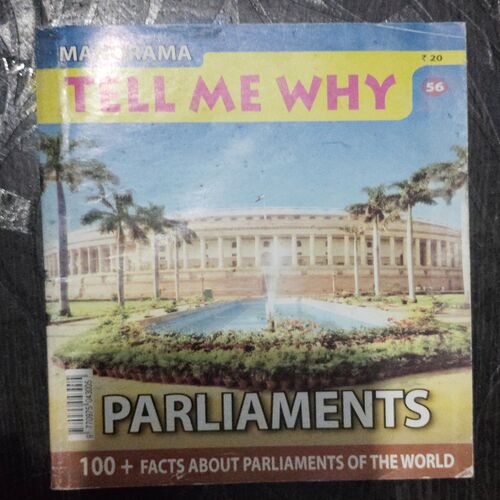 MANORAMA
₹ 20
TELL ME WHY
56
PARLIAMENTS
100 + FACTS ABOUT PARLIAMENTS OF THE WORLD